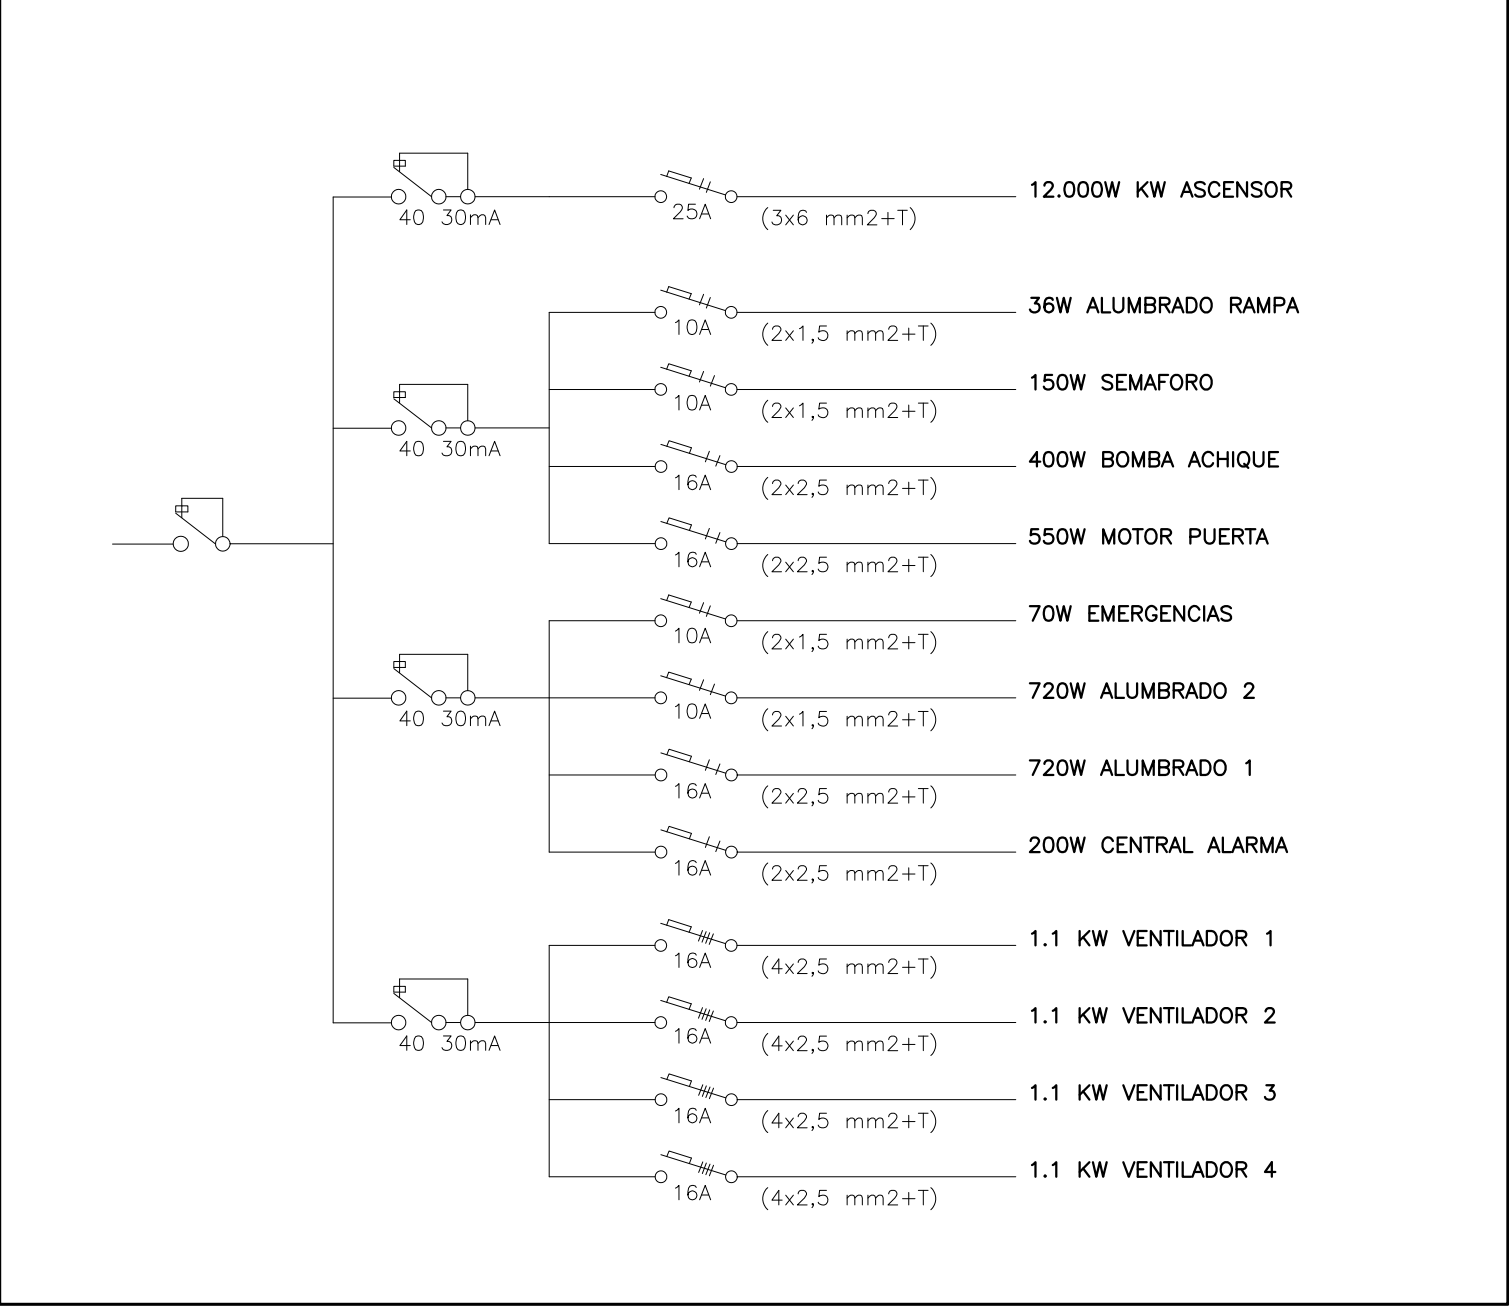 12.000W KW ASCENSOR
40 30mA
25A
(3x6 mm2+T)
36W ALUMBRADO RAMPA
10A
(2x1,5 mm2+T)
150W SEMAFORO
10A
(2x1,5 mm2+T)
40 30mA
400W BOMBA ACHIQUE
16A
(2x2,5 mm2+T)
550W MOTOR PUERTA
16A
(2x2,5 mm2+T)
70W EMERGENCIAS
10A
(2x1,5 mm2+T)
720W ALUMBRADO 2
40 30mA
10A
(2x1,5 mm2+T)
720W ALUMBRADO 1
16A
(2x2,5 mm2+T)
200W CENTRAL ALARMA
16A
(2x2,5 mm2+T)
1.1 KW VENTILADOR 1
16A
(4x2,5 mm2+T)
1.1 KW VENTILADOR 2
40 30mA
16A
(4x2,5 mm2+T)
1.1 KW VENTILADOR 3
16A
(4x2,5 mm2+T)
1.1 KW VENTILADOR 4
16A
(4x2,5 mm2+T)